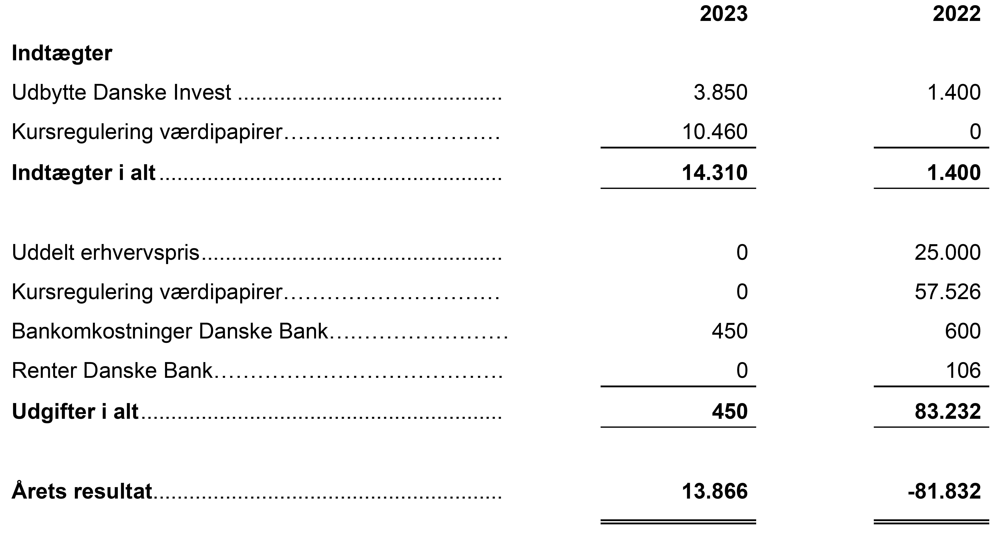 2023 2022
Indtægter
Udbytte Danske Invest ............................................ 3.850 1.400
Kursregulering værdipapirer………………………… 10.460 0
Indtægter i alt ......................................................... 14.310 1.400
Uddelt erhvervspris.................................................. 0 25.000
Kursregulering værdipapirer………………………… 0 57.526
Bankomkostninger Danske Bank…………………… 450 600
Renter Danske Bank………………………………… 0 106
Udgifter i alt............................................................ 450 83.232
Årets resultat.......................................................... 13.866 -81.832